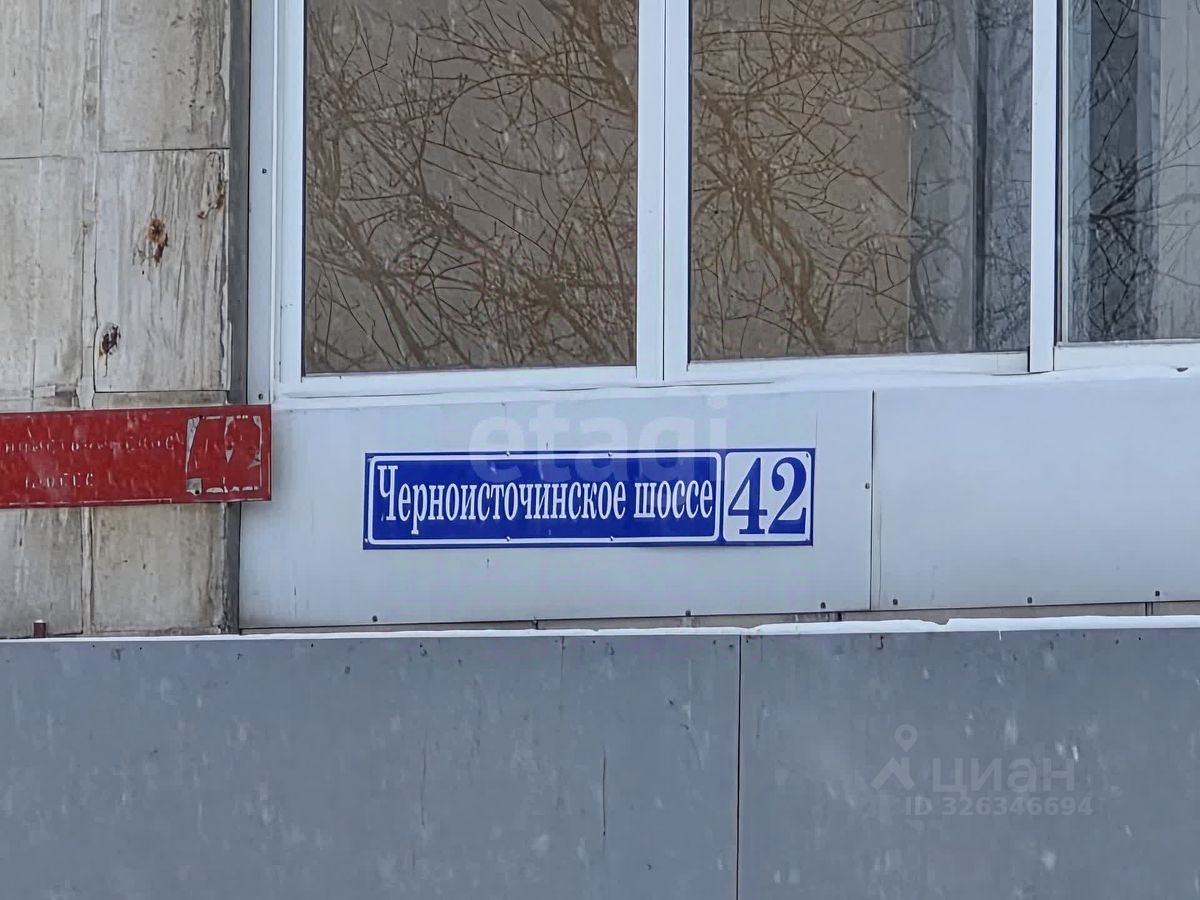 etagi
Черноисточинское шоссе 42
циан
ID 326346694